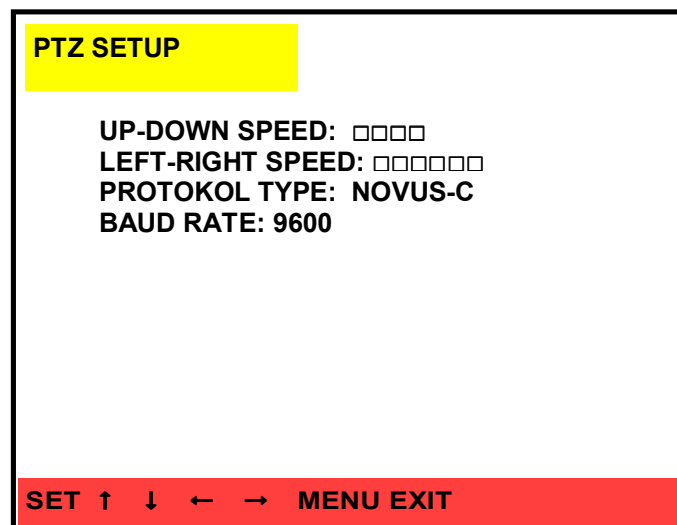 PTZ SETUP
UP-DOWN SPEED: □□□□
LEFT-RIGHT SPEED: □□□□□□
PROTOKOL TYPE: NOVUS-C
BAUD RATE: 9600
SET ↑ ↓ ← → MENU EXIT